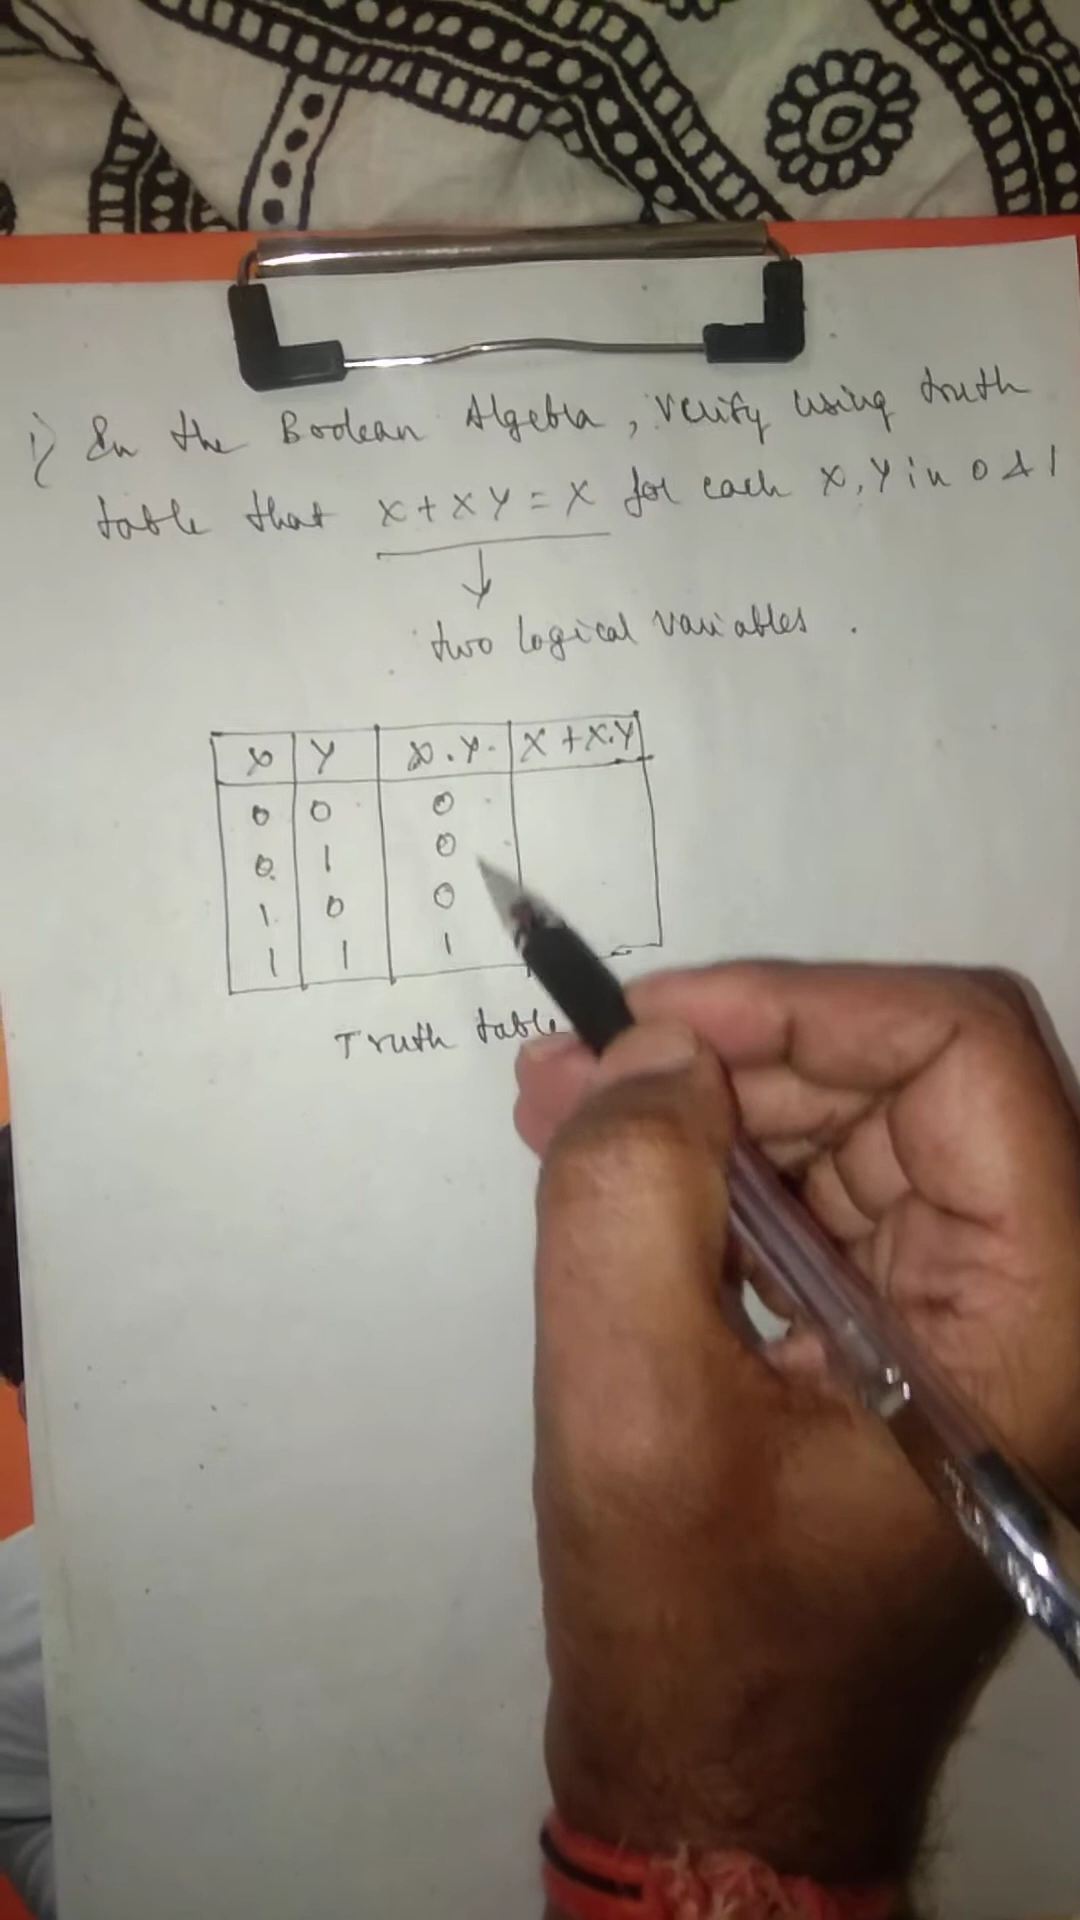 i) In the Boolean Algebra, verify using truth
table that X + XY = X for each X, Y in 0 & 1
two logical variables.
X Y X.Y. X + X.Y
0 0 0
0 1 0
1 0 0
1 1 1
Truth table